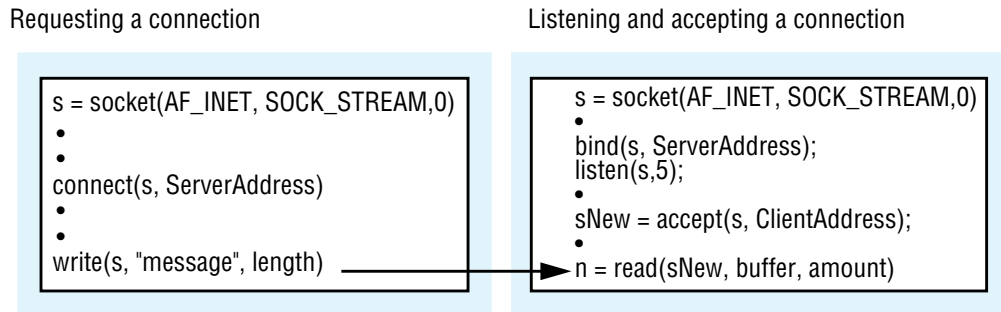 Requesting a connection
s = socket(AF_INET, SOCK_STREAM,0)
•
•
connect(s, ServerAddress)
•
•
write(s, "message", length)
Listening and accepting a connection
s = socket(AF_INET, SOCK_STREAM,0)
•
bind(s, ServerAddress);
listen(s,5);
•
sNew = accept(s, ClientAddress);
•
n = read(sNew, buffer, amount)